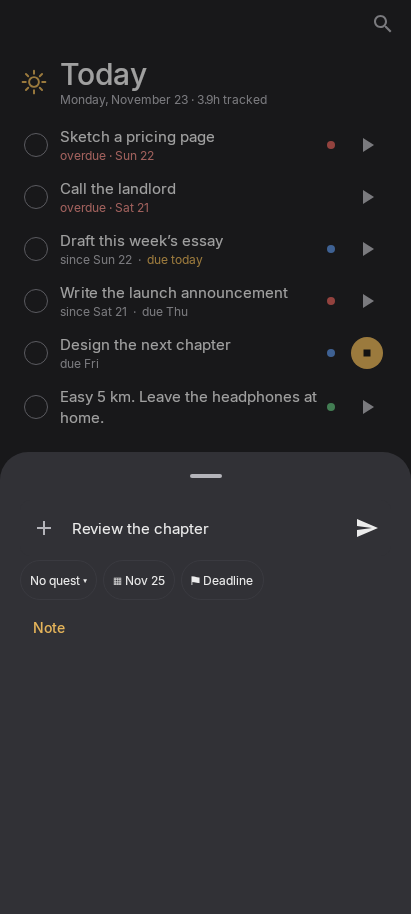 Today
Monday, November 23 · 3.9h tracked
Sketch a pricing page
overdue · Sun 22
Call the landlord
overdue · Sat 21
Draft this week’s essay
since Sun 22 · due today
Write the launch announcement
since Sat 21 · due Thu
Design the next chapter
due Fri
Easy 5 km. Leave the headphones at
home.
Review the chapter
No quest
Nov 25
Deadline
Note